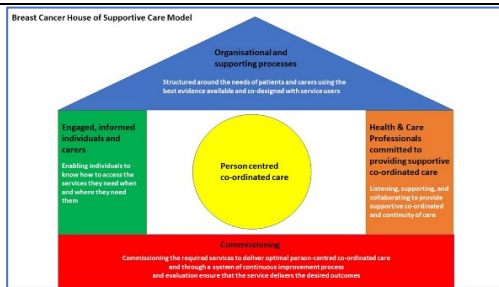 Breast Cancer House of Supportive Care Model
Organisational and
supporting processes
Structured around the needs of patients and carers using the
best evidence available and co-designed with service users
Engaged, informed
individuals and
carers
Enabling individuals to
know how to access the
services they need when
and where they need
them
Person centred
co-ordinated care
Health & Care
Professionals
committed to
providing supportive
co-ordinated care
Listening, supporting, and
collaborating to provide
supportive co-ordinated
and continuity of care
Commissioning
Commissioning the required services to deliver optimal person-centred co-ordinated care
and through a system of continuous improvement process
and evaluation ensure that the service delivers the desired outcomes